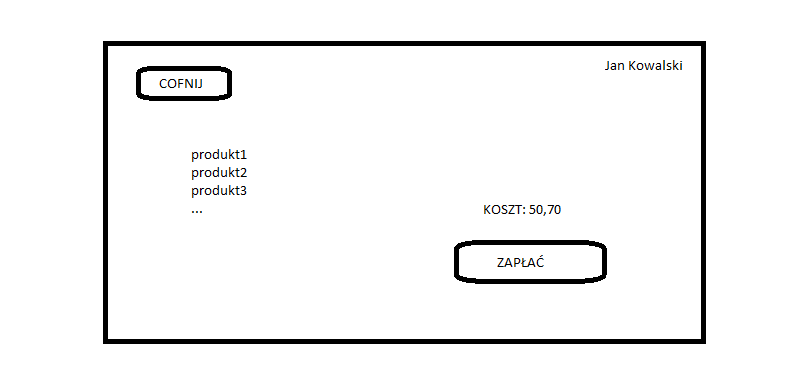 Jan Kowalski
COFNIJ
produkt1
produkt2
produkt3
...
KOSZT: 50,70
ZAPŁAĆ